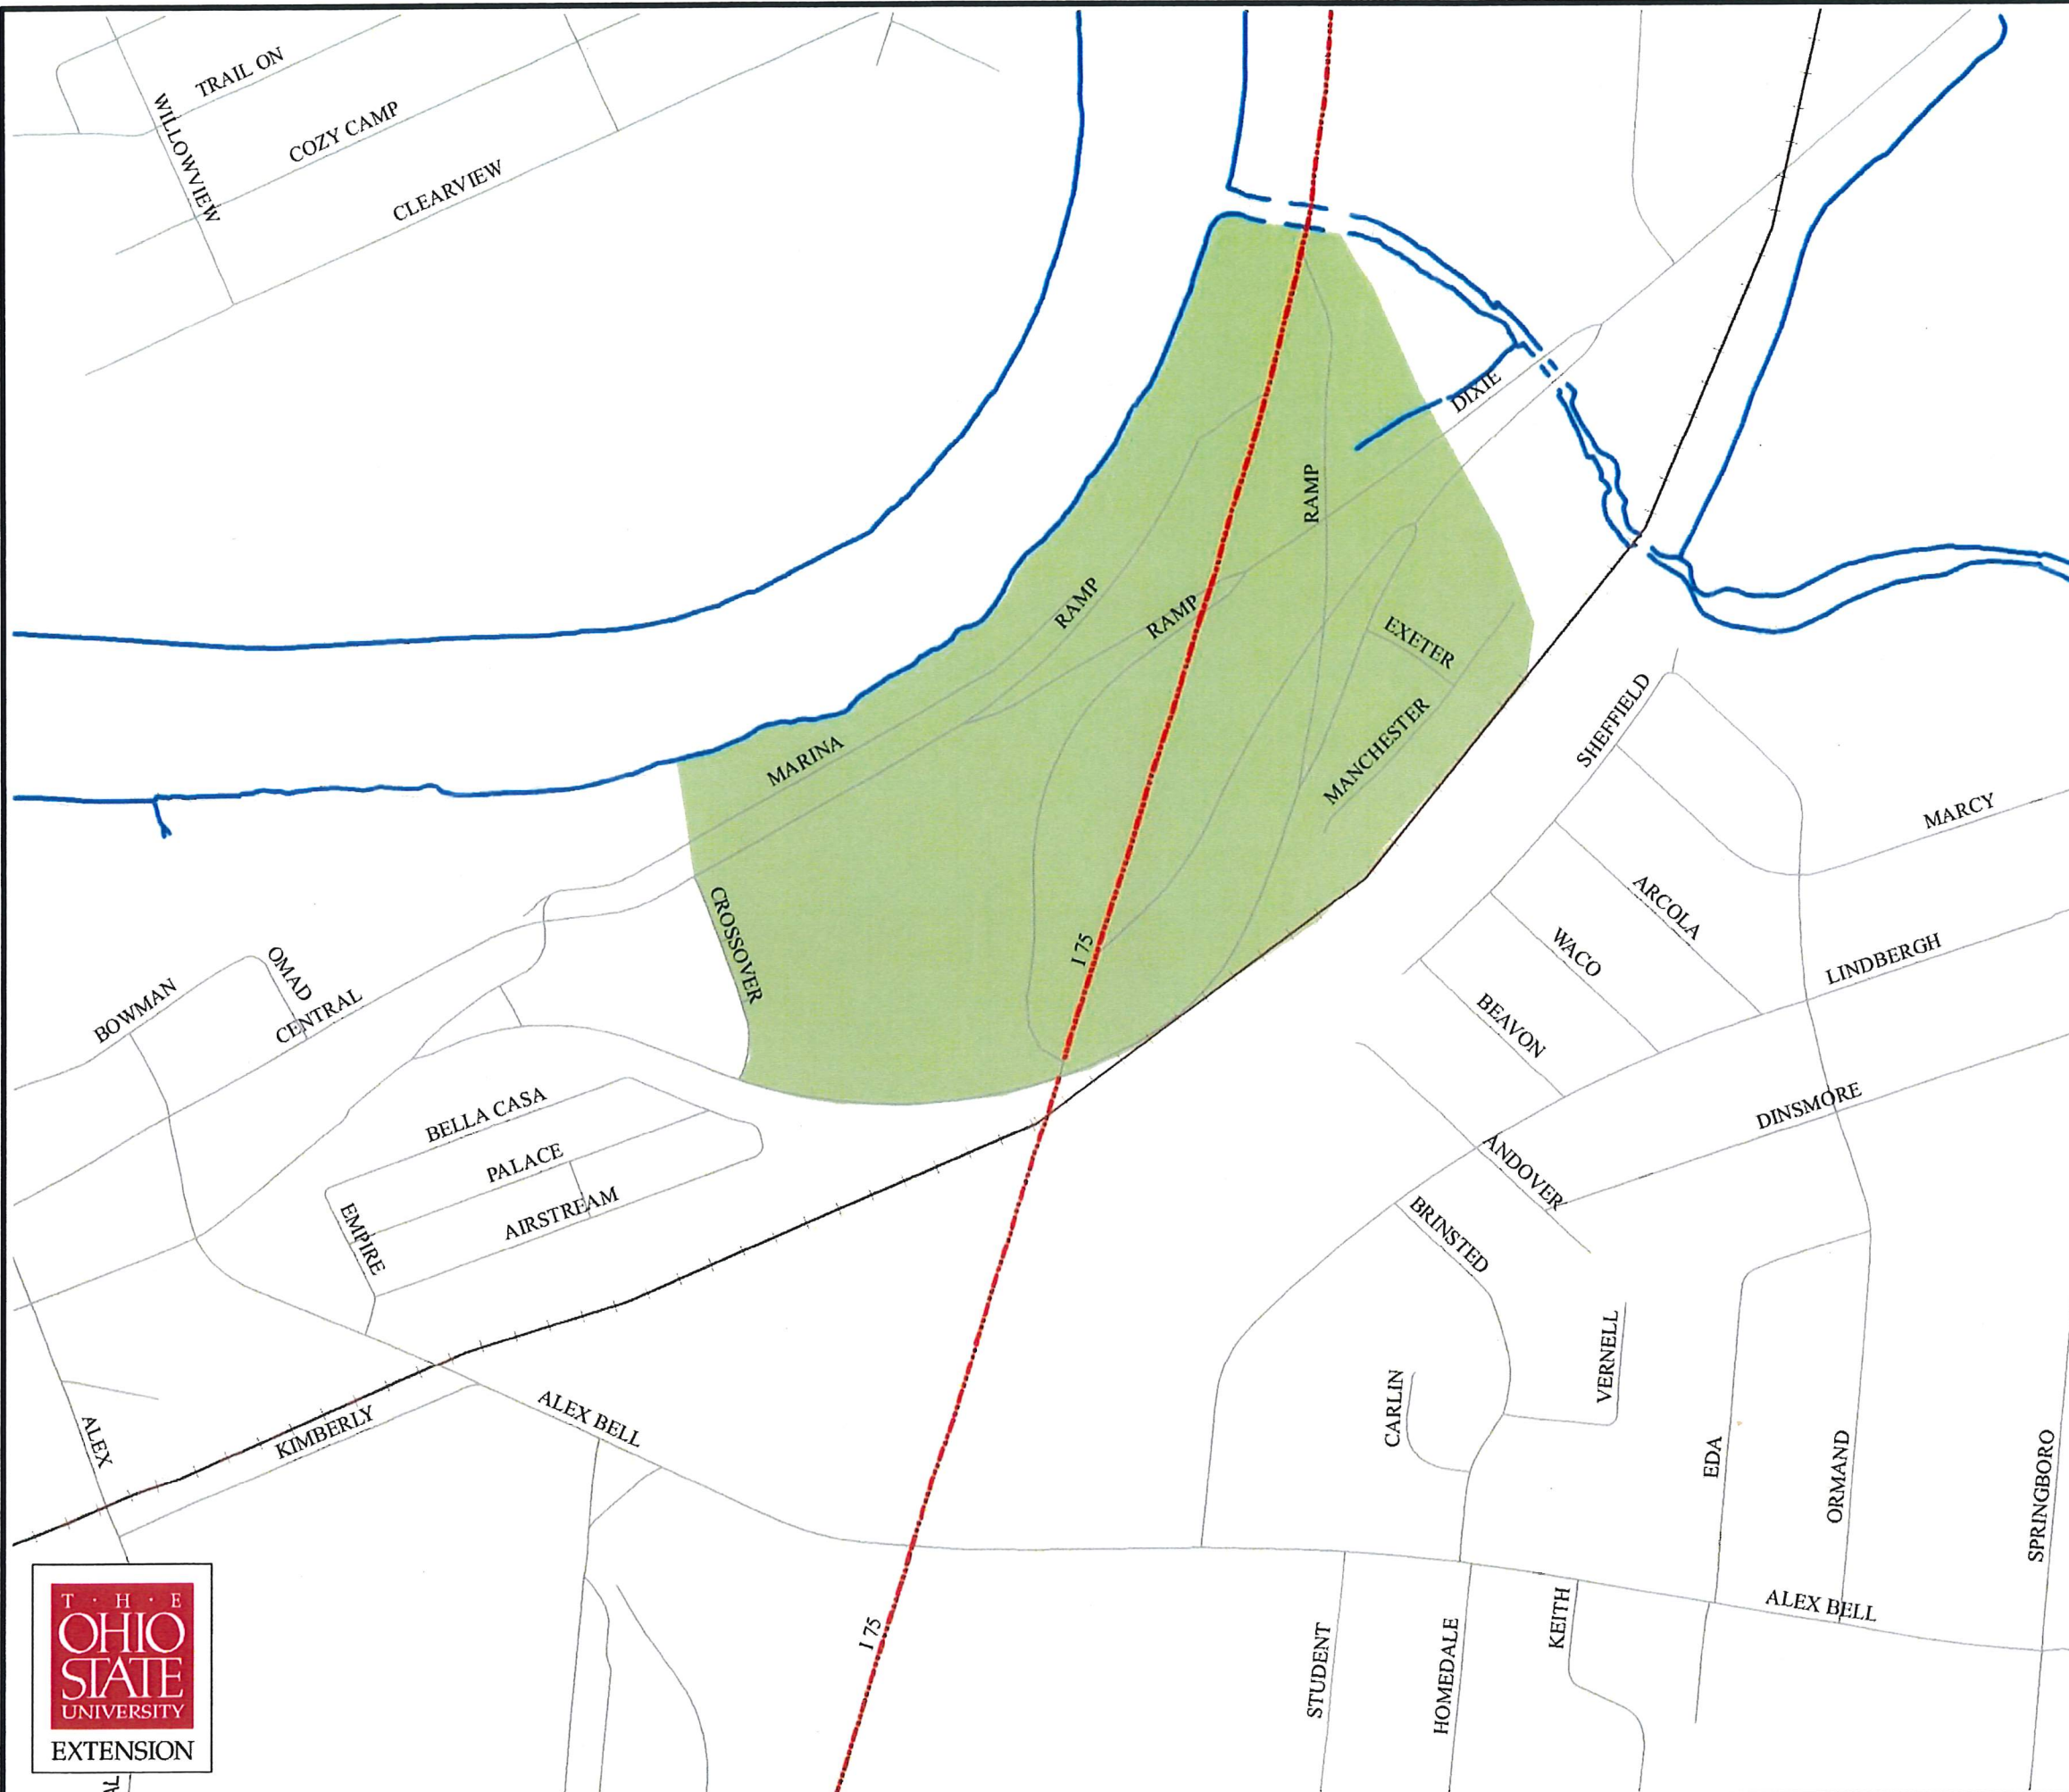 TRAIL ON
WILLOWVIEW
COZY CAMP
CLEARVIEW
DIXIE
RAMP
RAMP
RAMP
EXETER
MANCHESTER
SHEFFIELD
MARINA
MARCY
CROSSOVER
ARCOLA
I 75
WACO
LINDBERGH
OMAD
BOWMAN
CENTRAL
BEAVON
BELLA CASA
DINSMORE
PALACE
ANDOVER
AIRSTREAM
EMPIRE
BRINSTED
VERNELL
CARLIN
ALEX BELL
ALEX
KIMBERLY
EDA
ORMAND
SPRINGBORO
I 75
STUDENT
HOMEDALE
KEITH
ALEX BELL
T · H · E
OHIO
STATE
UNIVERSITY
EXTENSION